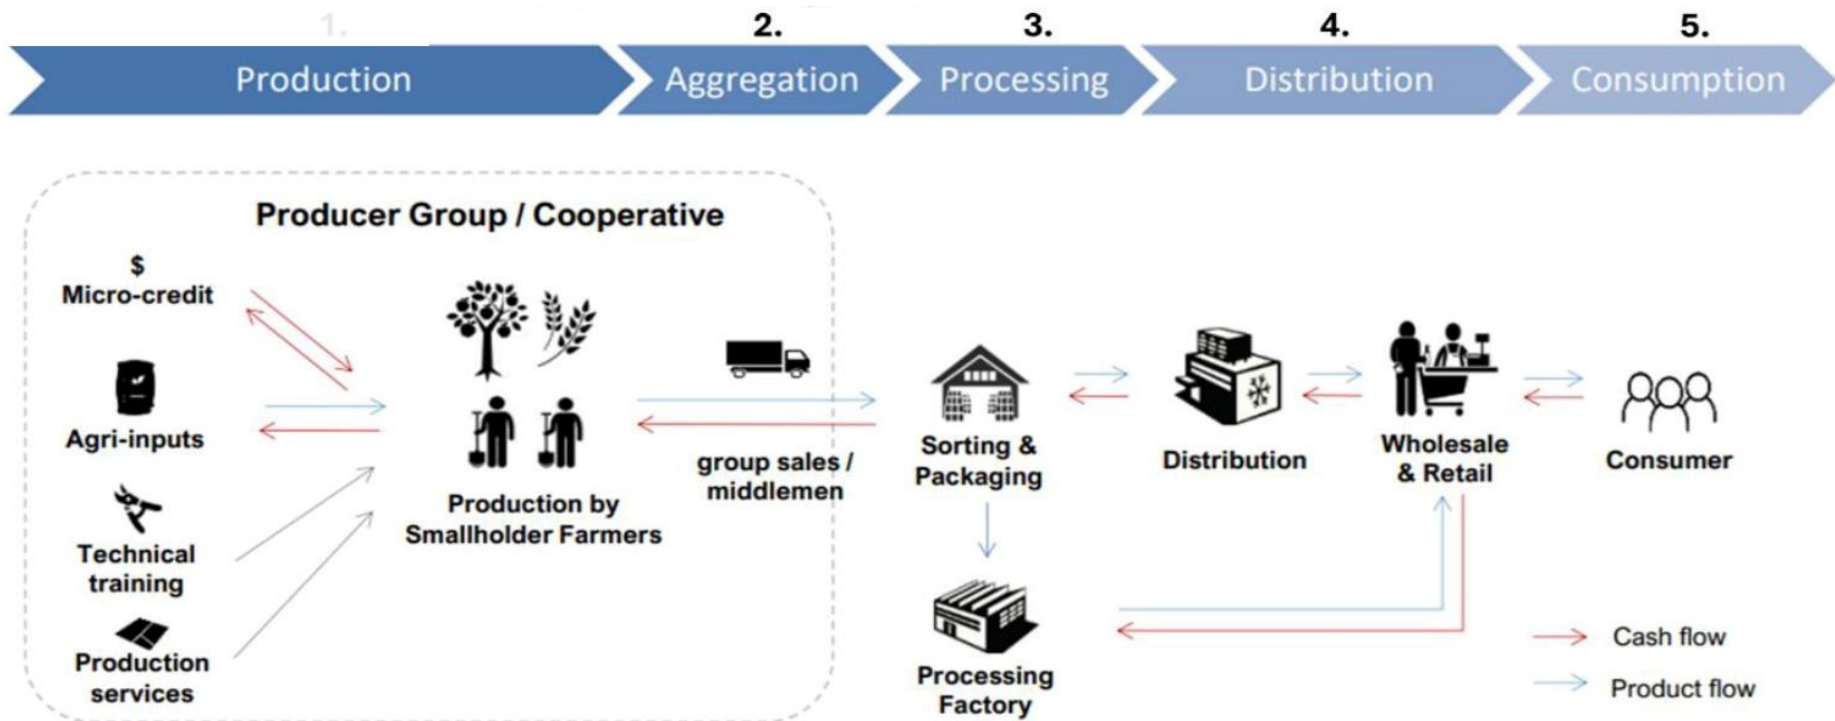 1.
2.
3.
4.
5.
Production
Aggregation
Processing
Distribution
Consumption
Producer Group / Cooperative
$
Micro-credit
Agri-inputs
Technical
training
Production
services
Production by
Smallholder Farmers
group sales /
middlemen
Sorting &
Packaging
Processing
Factory
Distribution
Wholesale
& Retail
Consumer
Cash flow
Product flow